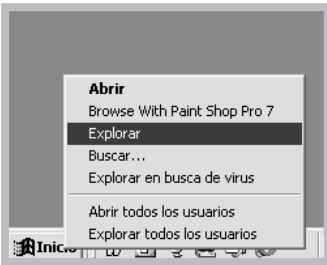 Abrir
Browse With Paint Shop Pro 7
Explorar
Buscar...
Explorar en busca de virus
Abrir todos los usuarios
Explorar todos los usuarios
Inicio